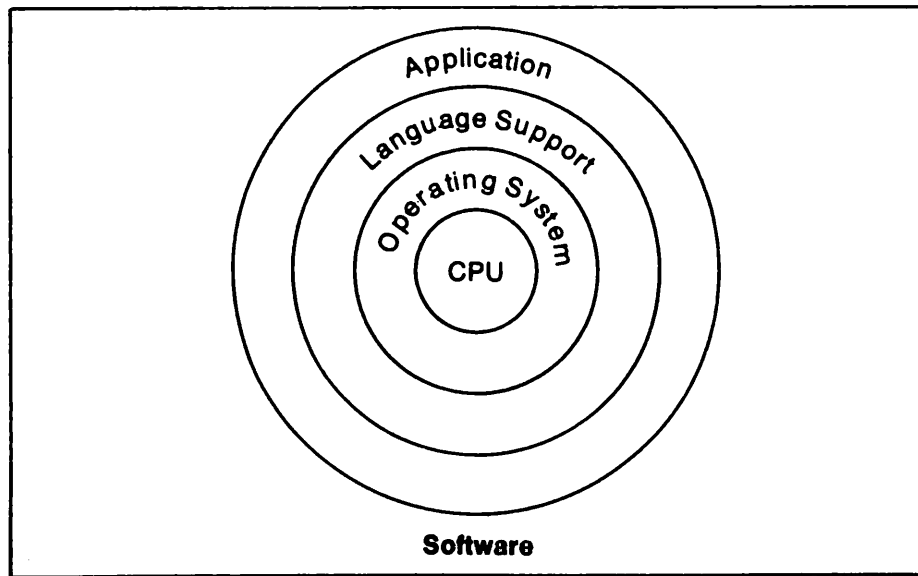 Application
Language Support
Operating System
CPU
Software